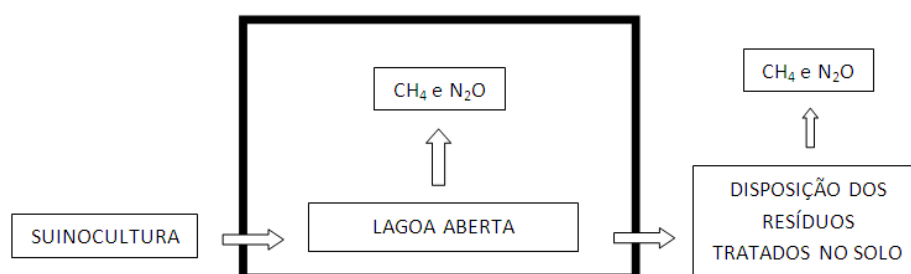 CH₄ e N₂O
CH₄ e N₂O
SUINOCULTURA
LAGOA ABERTA
DISPOSIÇÃO DOS
RESÍDUOS
TRATADOS NO SOLO